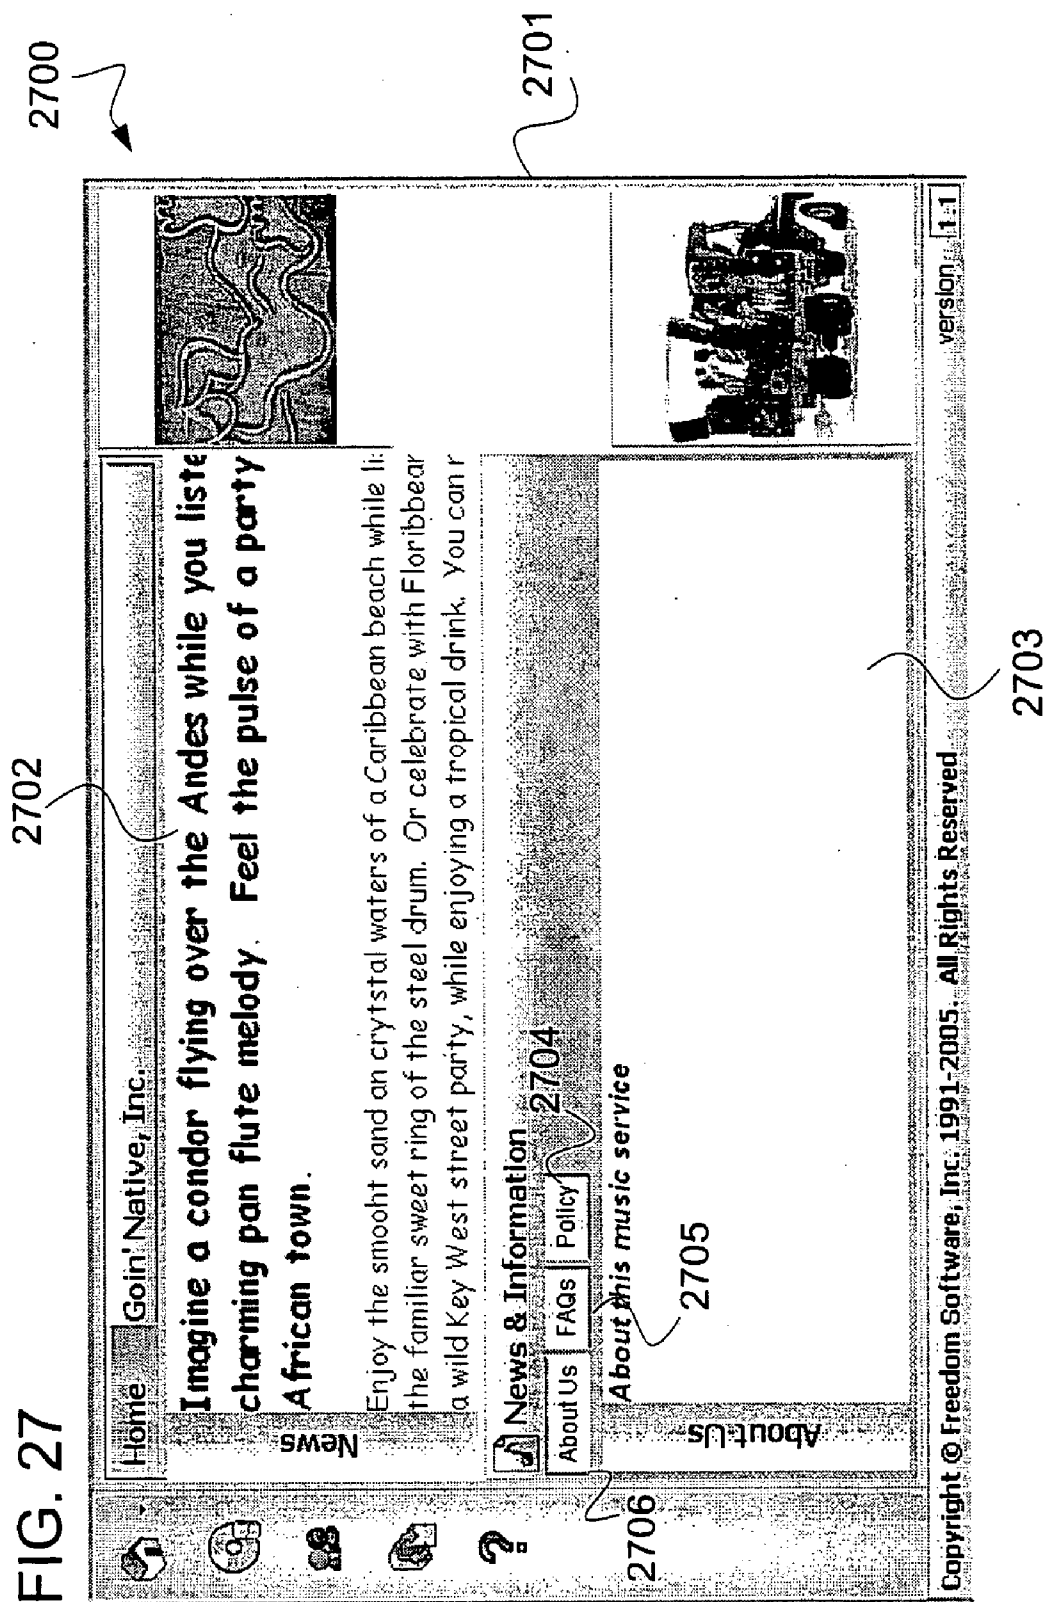 FIG. 27
2700
2701
2702
Home Goin' Native, Inc.
News
Imagine a condor flying over the Andes while you liste
charming pan flute melody. Feel the pulse of a party
African town.
Enjoy the smooht sand an crytstal waters of a Caribbean beach while li
the familiar sweet ring of the steel drum. Or celebrate with Floribbear
a wild Key West street party, while enjoying a tropical drink. You can r
News & Information
2704
About Us FAQs Policy
2706
About this music service
2705
About Us
2703
Copyright © Freedom Software, Inc. 1991-2005. All Rights Reserved
version 1.1